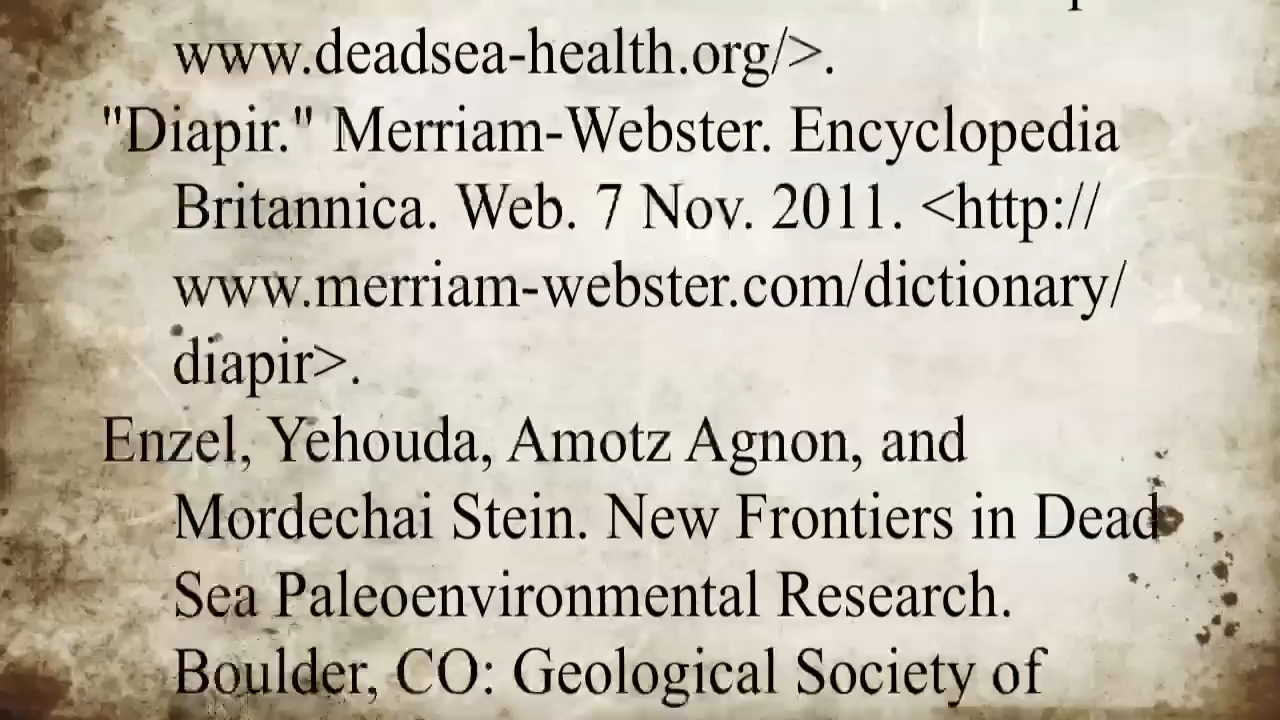 www.deadsea-health.org/>.
"Diapir." Merriam-Webster. Encyclopedia
Britannica. Web. 7 Nov. 2011. <http://
www.merriam-webster.com/dictionary/
diapir>.
Enzel, Yehouda, Amotz Agnon, and
Mordechai Stein. New Frontiers in Dead
Sea Paleoenvironmental Research.
Boulder, CO: Geological Society of